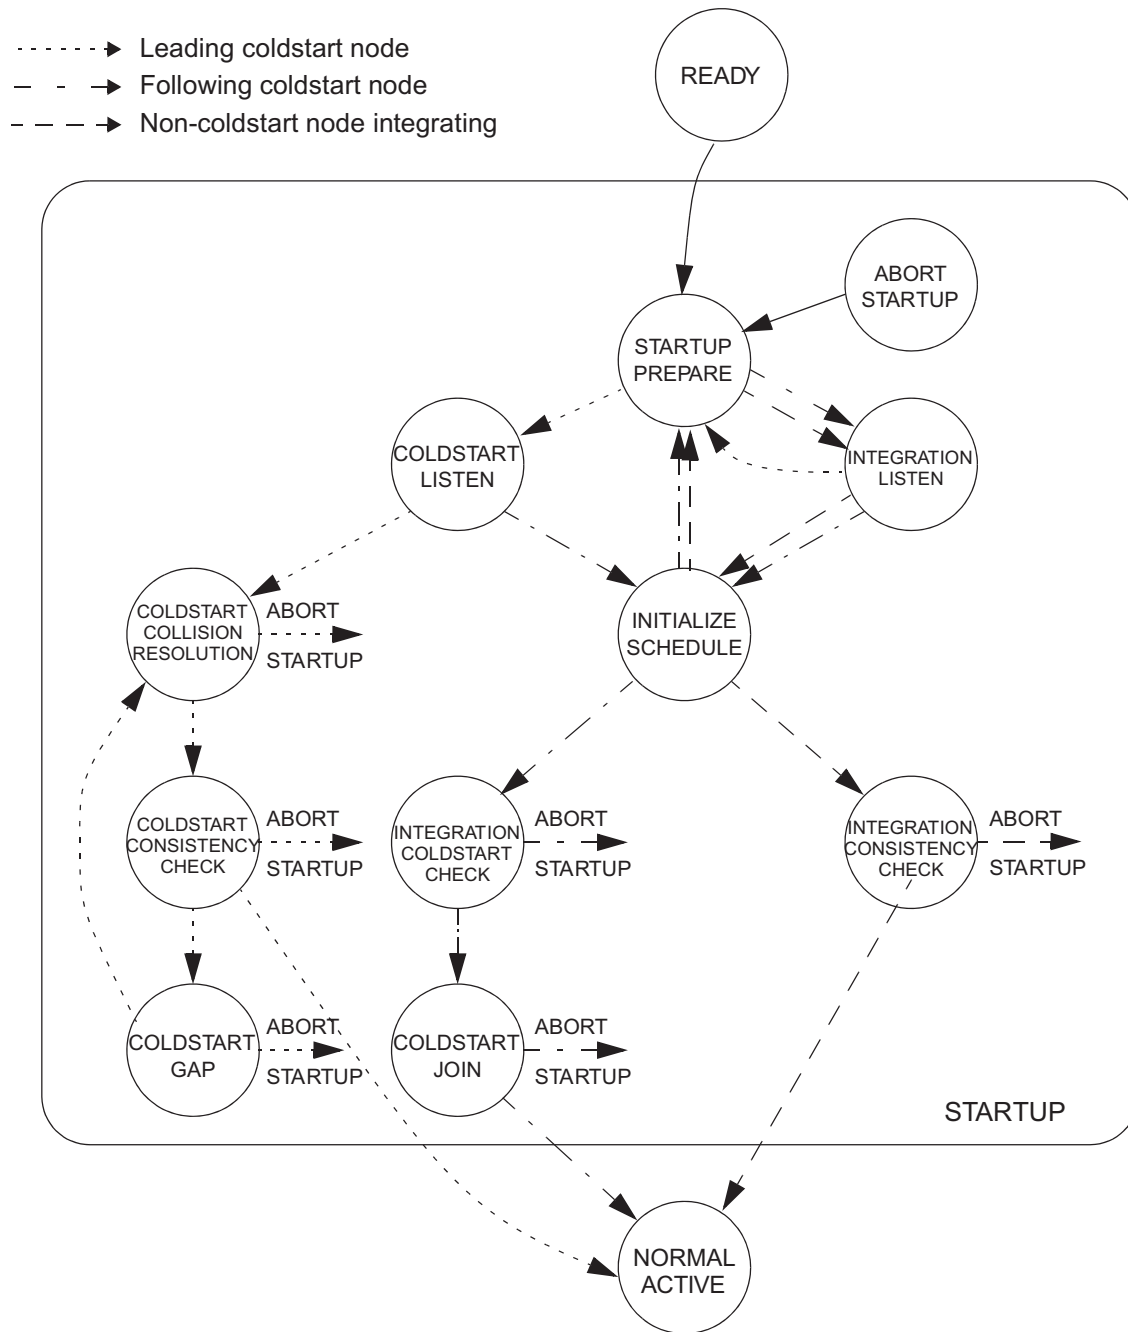 Leading coldstart node
Following coldstart node
Non-coldstart node integrating
READY
ABORT
STARTUP
STARTUP
PREPARE
COLDSTART
LISTEN
INTEGRATION
LISTEN
COLDSTART
COLLISION
RESOLUTION
ABORT
STARTUP
INITIALIZE
SCHEDULE
COLDSTART
CONSISTENCY
CHECK
ABORT
STARTUP
INTEGRATION
COLDSTART
CHECK
ABORT
STARTUP
INTEGRATION
CONSISTENCY
CHECK
ABORT
STARTUP
COLDSTART
GAP
ABORT
STARTUP
COLDSTART
JOIN
ABORT
STARTUP
STARTUP
NORMAL
ACTIVE